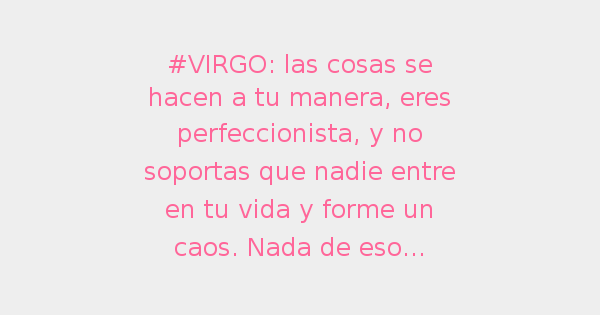 #VIRGO: las cosas se
hacen a tu manera, eres
perfeccionista, y no
soportas que nadie entre
en tu vida y forme un
caos. Nada de eso...